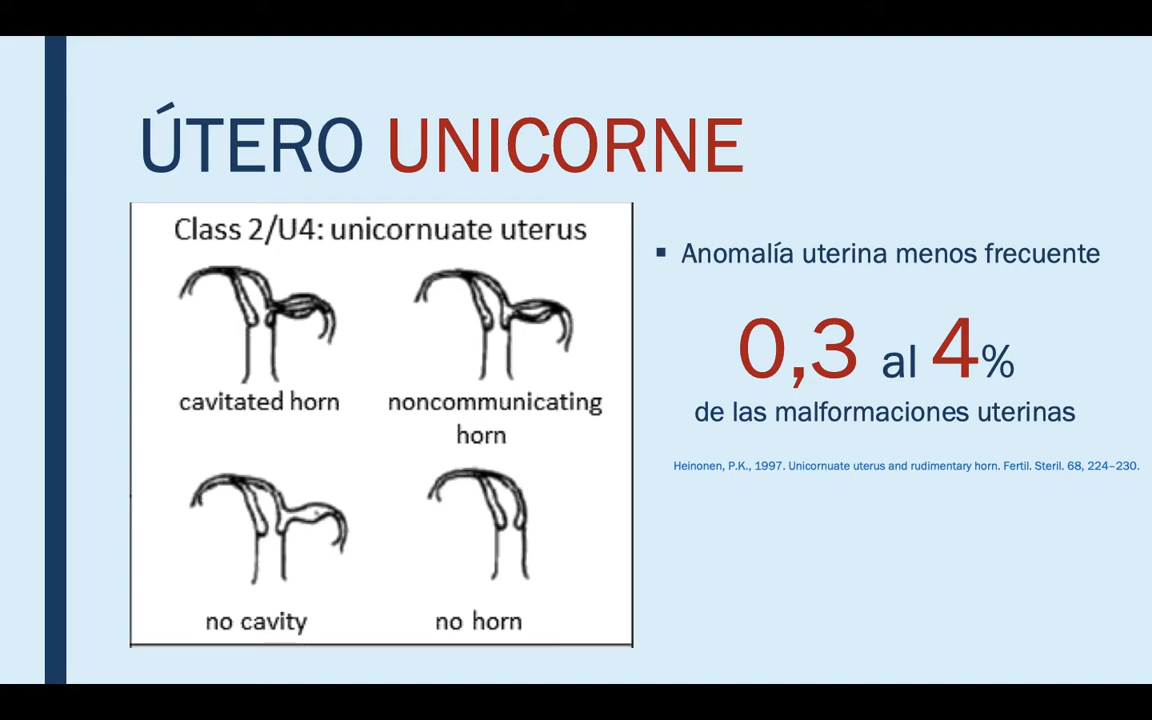 ÚTERO UNICORNE
Class 2/U4: unicornuate uterus
cavitated horn
noncommunicating
horn
no cavity
no horn
▪ Anomalía uterina menos frecuente
0,3 al 4%
de las malformaciones uterinas
Heinonen, P.K., 1997. Unicornuate uterus and rudimentary horn. Fertil. Steril. 68, 224–230.